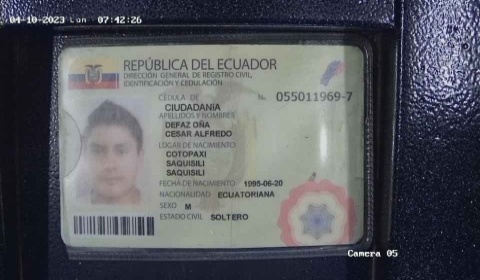 04-10-2023 Lun 07:42:26
REPÚBLICA DEL ECUADOR
DIRECCIÓN GENERAL DE REGISTRO CIVIL,
IDENTIFICACIÓN Y CEDULACIÓN
CÉDULA DE No. 055011969-7
CIUDADANÍA
APELLIDOS Y NOMBRES
DEFAZ OÑA
CESAR ALFREDO
LUGAR DE NACIMIENTO
COTOPAXI
SAQUISILI
SAQUISILI
FECHA DE NACIMIENTO 1995-06-20
NACIONALIDAD ECUATORIANA
SEXO M
ESTADO CIVIL SOLTERO
Camera 05